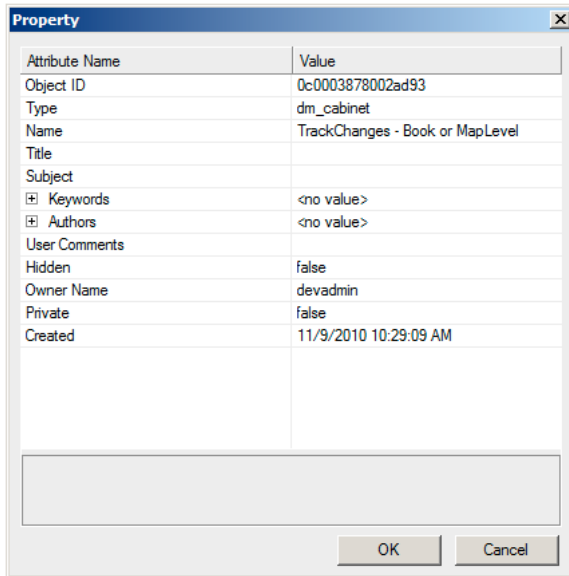 Property
Attribute Name Value
Object ID 0c0003878002ad93
Type dm_cabinet
Name TrackChanges - Book or MapLevel
Title
Subject
Keywords <no value>
Authors <no value>
User Comments
Hidden false
Owner Name devadmin
Private false
Created 11/9/2010 10:29:09 AM
OK Cancel